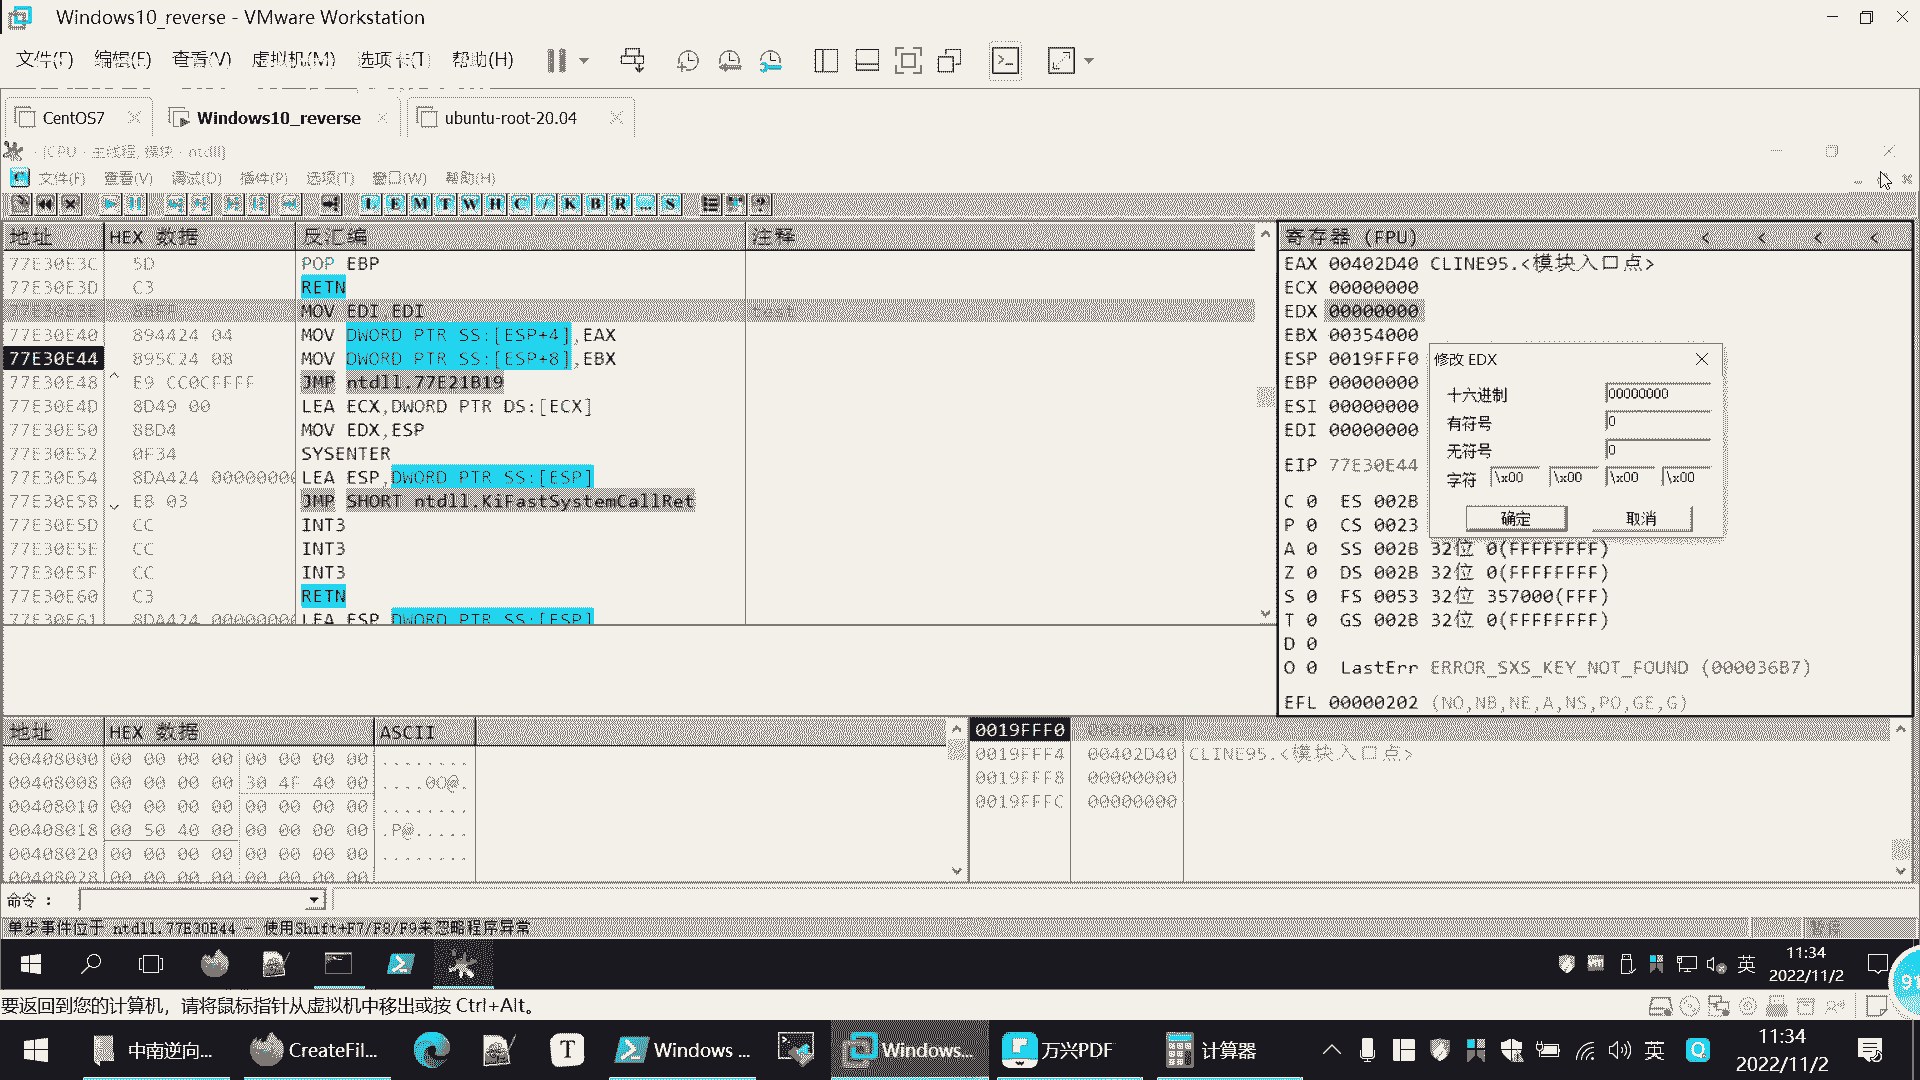 Windows10_reverse - VMware Workstation
文件(F) 编辑(E) 查看(V) 虚拟机(M) 选项卡(T) 帮助(H)
CentOS7 Windows10_reverse ubuntu-root-20.04
- [CPU - 主线程, 模块 - ntdll]
文件(F) 查看(V) 调试(D) 插件(P) 选项(T) 窗口(W) 帮助(H)
L E M T W H C / K B R ... S
地址 HEX 数据 反汇编 注释 寄存器 (FPU) < < < <
77E30E3C 5D POP EBP
77E30E3D C3 RETN
MOV EDI EDI
77E30E40 894424 04 MOV DWORD PTR SS:[ESP+4],EAX
77E30E44 895C24 08 MOV DWORD PTR SS:[ESP+8],EBX
77E30E48 ^ E9 CC0CFFFF JMP ntdll.77E21B19
77E30E4D 8D49 00 LEA ECX,DWORD PTR DS:[ECX]
77E30E50 8BD4 MOV EDX,ESP
77E30E52 0F34 SYSENTER
77E30E54 8DA424 00000000 LEA ESP,DWORD PTR SS:[ESP]
77E30E5B EB 03 JMP SHORT ntdll.KiFastSystemCallRet
77E30E5D CC INT3
77E30E5E CC INT3
77E30E5F CC INT3
77E30E60 C3 RETN
77E30E61 8DA424 00000000 LEA ESP DWORD PTR SS:[ESP]
EAX 00402D40 CLINE95.<模块入口点>
ECX 00000000
EDX 00000000
EBX 00354000
ESP 0019FFF0
EBP 00000000
ESI 00000000
EDI 00000000
EIP 77E30E44
C 0 ES 002B
P 0 CS 0023
A 0 SS 002B 32位 0(FFFFFFFF)
Z 0 DS 002B 32位 0(FFFFFFFF)
S 0 FS 0053 32位 357000(FFF)
T 0 GS 002B 32位 0(FFFFFFFF)
D 0
O 0 LastErr ERROR_SXS_KEY_NOT_FOUND (000036B7)
EFL 00000202 (NO,NB,NE,A,NS,PO,GE,G)
修改 EDX
十六进制 00000000
有符号 0
无符号 0
字符 \x00 \x00 \x00 \x00
确定 取消
地址 HEX 数据 ASCII
00408000 00 00 00 00 00 00 00 00 ........
00408008 00 00 00 00 30 4F 40 00 ....0O@.
00408010 00 00 00 00 00 00 00 00 ........
00408018 00 50 40 00 00 00 00 00 .P@.....
00408020 00 00 00 00 00 00 00 00 ........
00408028 00 00 00 00 00 00 00 00
0019FFF0 00000000
0019FFF4 00402D40 CLINE95.<模块入口点>
0019FFF8 00000000
0019FFFC 00000000
命令 :
单步事件位于 ntdll.77E30E44 - 使用Shift+F7/F8/F9来忽略程序异常 暂停
英 11:34
2022/11/2
要返回到您的计算机，请将鼠标指针从虚拟机中移出或按 Ctrl+Alt。
中南逆向... CreateFil... T Windows ... Windows... 万兴PDF 计算器 英 11:34
2022/11/2